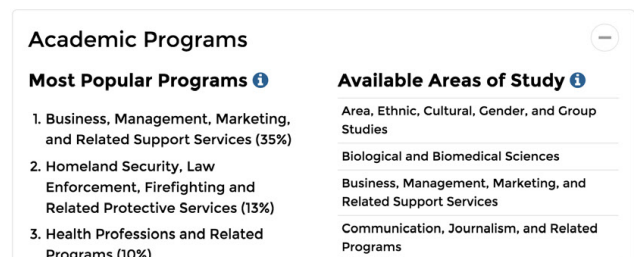 Academic Programs
Most Popular Programs
1. Business, Management, Marketing,
and Related Support Services (35%)
2. Homeland Security, Law
Enforcement, Firefighting and
Related Protective Services (13%)
3. Health Professions and Related
Programs (10%)
Available Areas of Study
Area, Ethnic, Cultural, Gender, and Group
Studies
Biological and Biomedical Sciences
Business, Management, Marketing, and
Related Support Services
Communication, Journalism, and Related
Programs